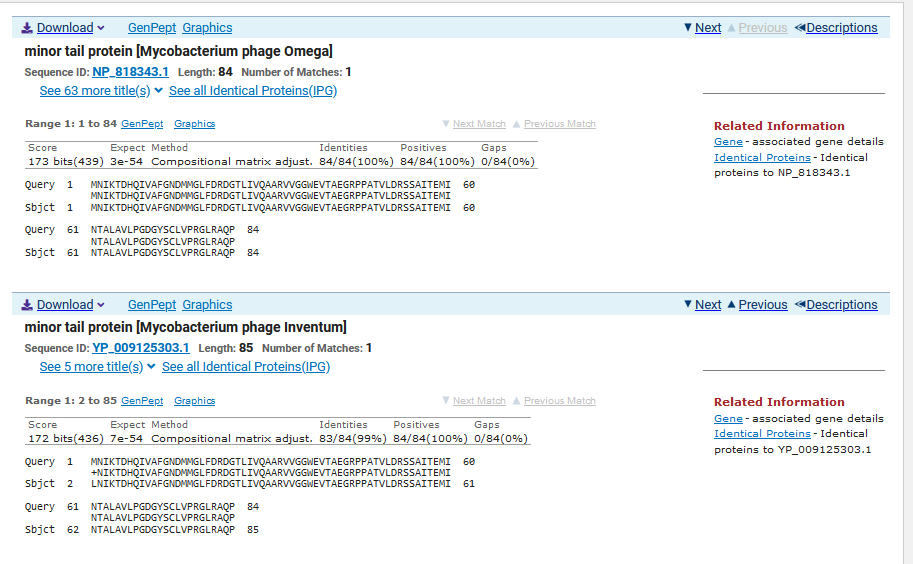 Download GenPept Graphics Next Previous Descriptions
minor tail protein [Mycobacterium phage Omega]
Sequence ID: NP_818343.1 Length: 84 Number of Matches: 1
See 63 more title(s) See all Identical Proteins(IPG)
Range 1: 1 to 84 GenPept Graphics Next Match Previous Match
Score Expect Method Identities Positives Gaps
173 bits(439) 3e-54 Compositional matrix adjust. 84/84(100%) 84/84(100%) 0/84(0%)
Query 1 MNIKTDHQIVAFGNDMMGLFDRDGTLIVQAARVVGGWEVTAEGRPPATVLDRSSAITEMI 60
MNIKTDHQIVAFGNDMMGLFDRDGTLIVQAARVVGGWEVTAEGRPPATVLDRSSAITEMI
Sbjct 1 MNIKTDHQIVAFGNDMMGLFDRDGTLIVQAARVVGGWEVTAEGRPPATVLDRSSAITEMI 60
Query 61 NTALAVLPGDGYSCLVPRGLRAQP 84
NTALAVLPGDGYSCLVPRGLRAQP
Sbjct 61 NTALAVLPGDGYSCLVPRGLRAQP 84
Related Information
Gene - associated gene details
Identical Proteins - Identical
proteins to NP_818343.1
Download GenPept Graphics Next Previous Descriptions
minor tail protein [Mycobacterium phage Inventum]
Sequence ID: YP_009125303.1 Length: 85 Number of Matches: 1
See 5 more title(s) See all Identical Proteins(IPG)
Range 1: 2 to 85 GenPept Graphics Next Match Previous Match
Score Expect Method Identities Positives Gaps
172 bits(436) 7e-54 Compositional matrix adjust. 83/84(99%) 84/84(100%) 0/84(0%)
Query 1 MNIKTDHQIVAFGNDMMGLFDRDGTLIVQAARVVGGWEVTAEGRPPATVLDRSSAITEMI 60
+NIKTDHQIVAFGNDMMGLFDRDGTLIVQAARVVGGWEVTAEGRPPATVLDRSSAITEMI
Sbjct 2 LNIKTDHQIVAFGNDMMGLFDRDGTLIVQAARVVGGWEVTAEGRPPATVLDRSSAITEMI 61
Query 61 NTALAVLPGDGYSCLVPRGLRAQP 84
NTALAVLPGDGYSCLVPRGLRAQP
Sbjct 62 NTALAVLPGDGYSCLVPRGLRAQP 85
Related Information
Gene - associated gene details
Identical Proteins - Identical
proteins to YP_009125303.1